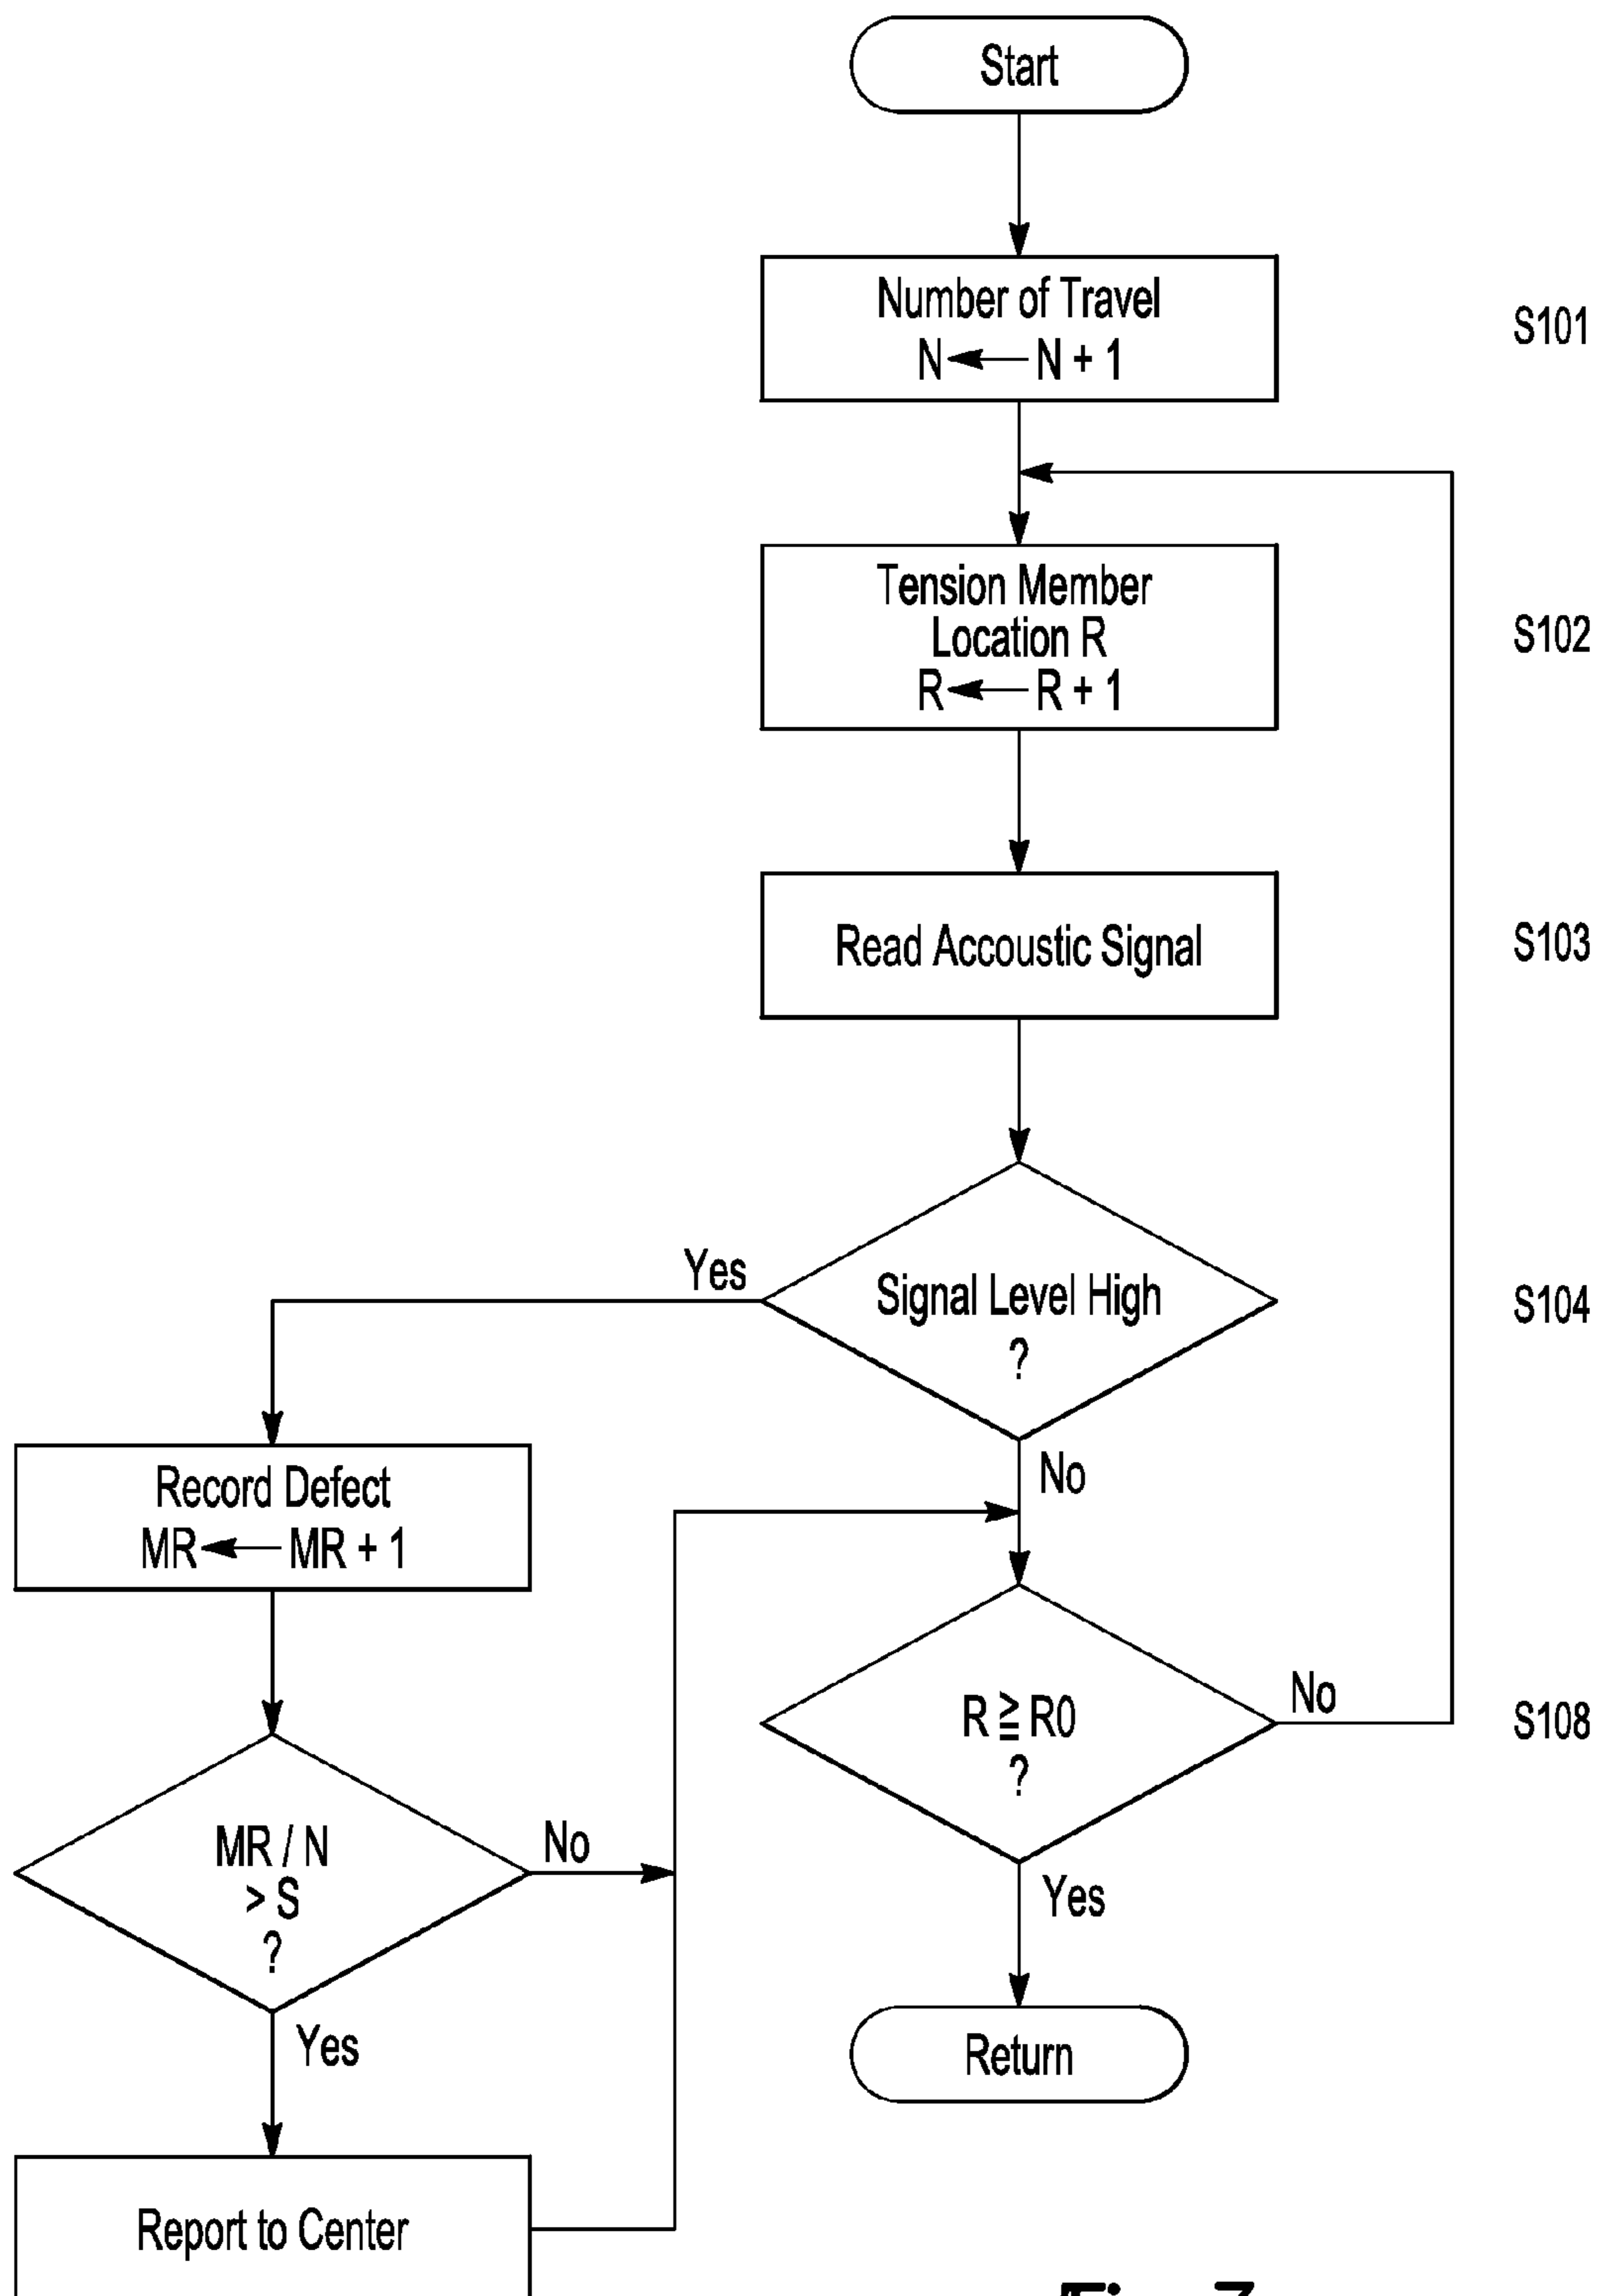 Start
Number of Travel
N ← N + 1
S101
Tension Member
Location R
R ← R + 1
S102
Read Accoustic Signal
S103
Yes
Signal Level High
?
S104
No
Record Defect
MR ← MR + 1
R ≧ R0
?
No
S108
Yes
MR / N
> S
?
No
Yes
Return
Report to Center